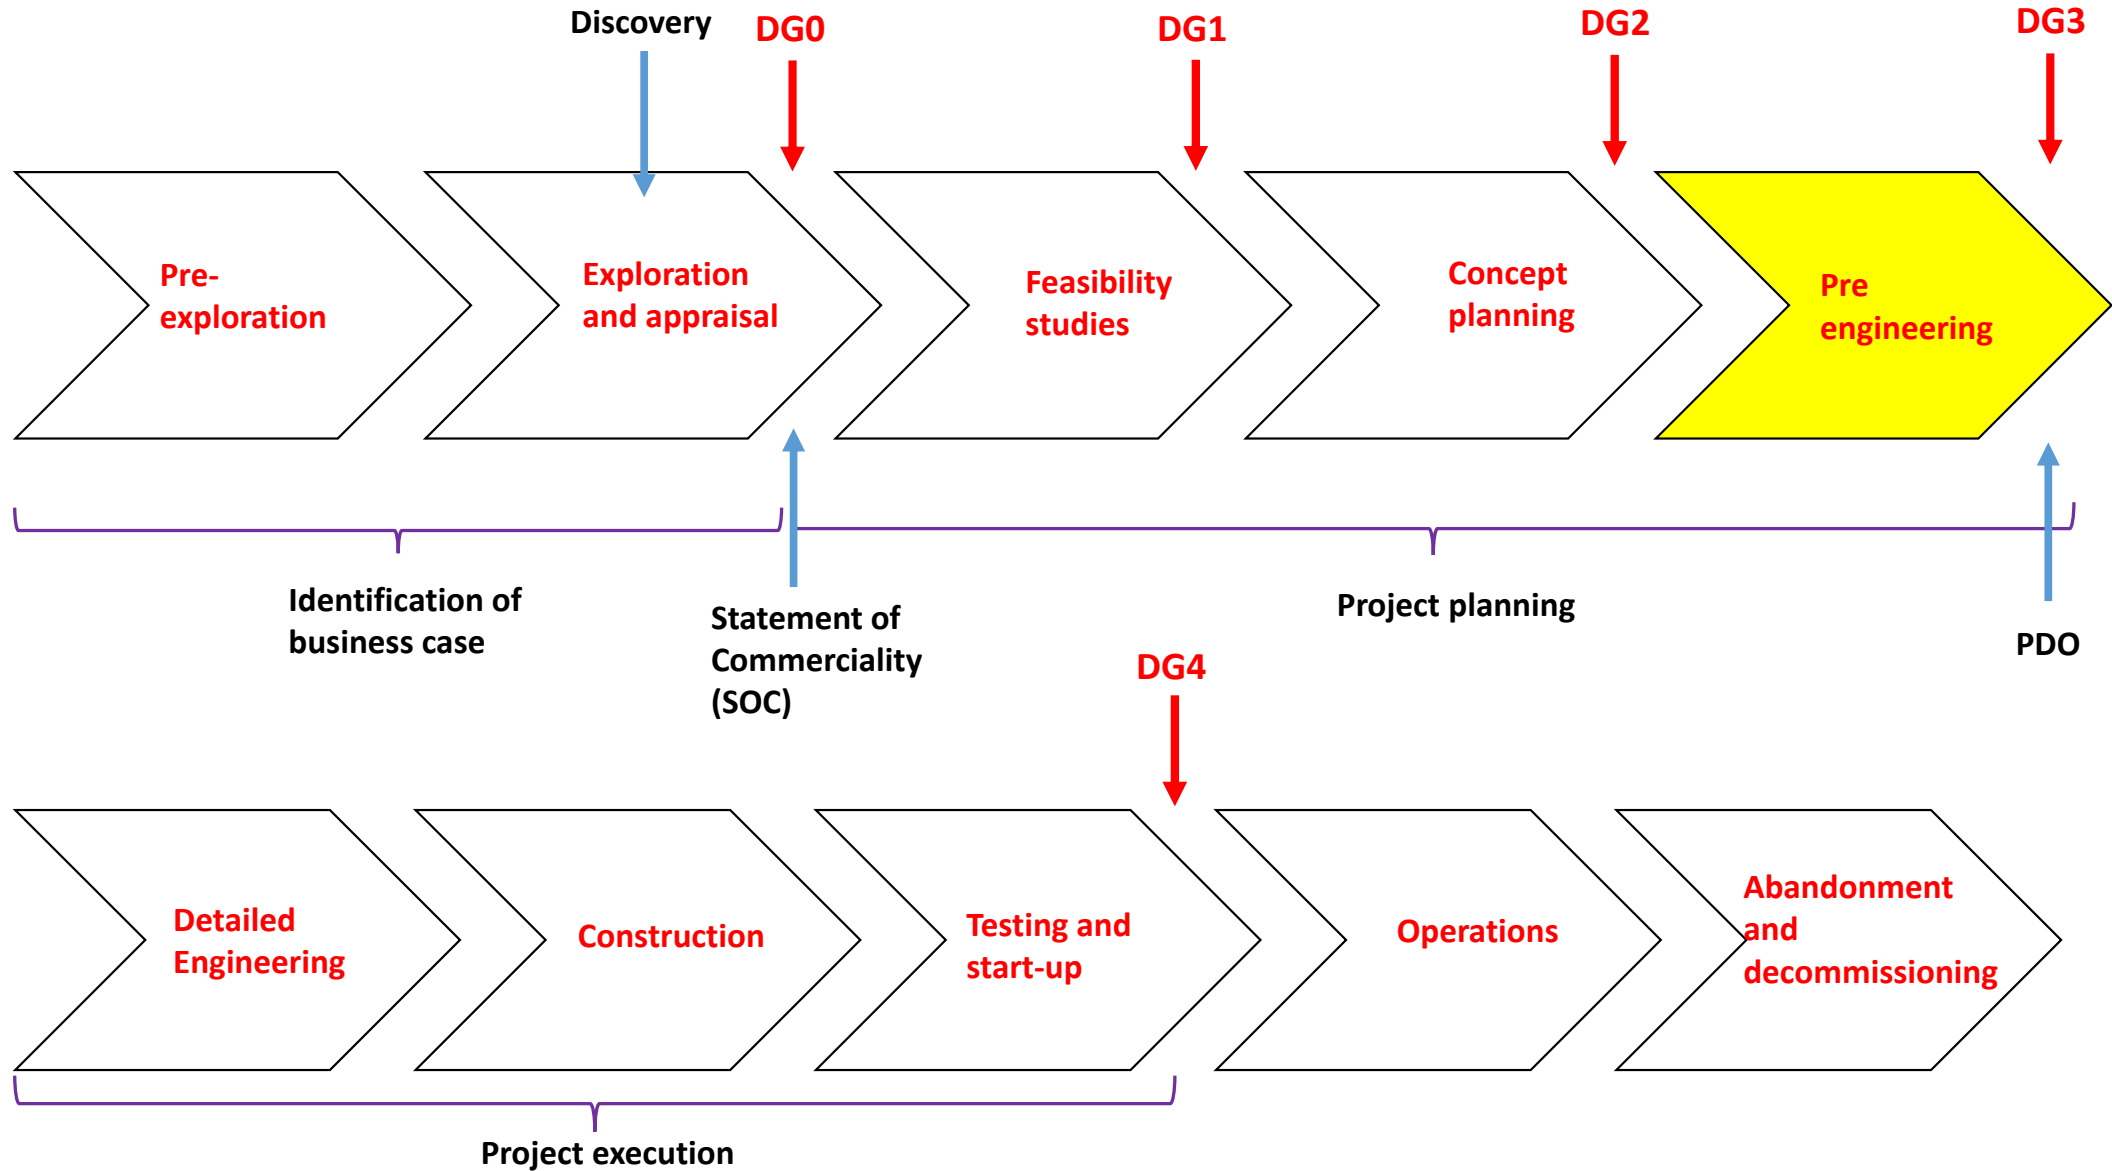 Discovery
DG0
DG1
DG2
DG3
Pre-
exploration
Exploration
and appraisal
Feasibility
studies
Concept
planning
Pre
engineering
Identification of
business case
Statement of
Commerciality
(SOC)
Project planning
PDO
DG4
Detailed
Engineering
Construction
Testing and
start-up
Operations
Abandonment
and
decommissioning
Project execution